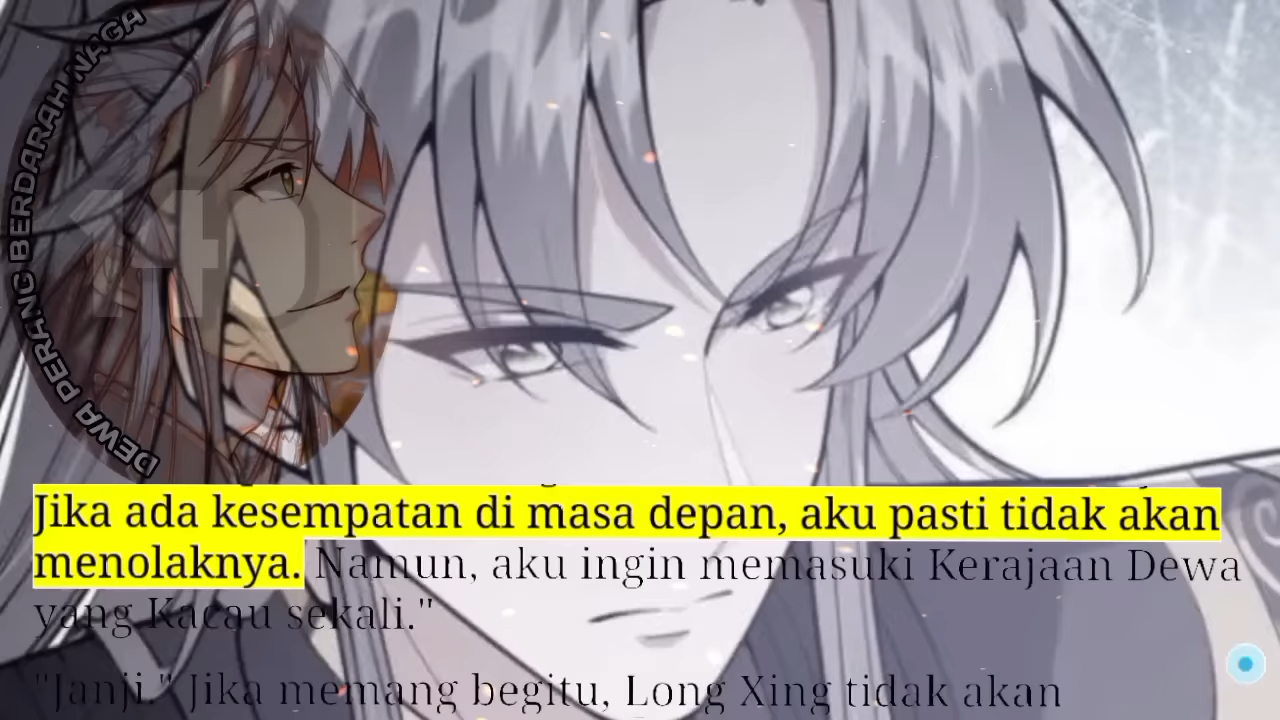 DEWA PERANG BERDARAH NAGA
Jika ada kesempatan di masa depan, aku pasti tidak akan
menolaknya. Namun, aku ingin memasuki Kerajaan Dewa
yang Kacau sekali."
"Janji." Jika memang begitu, Long Xing tidak akan